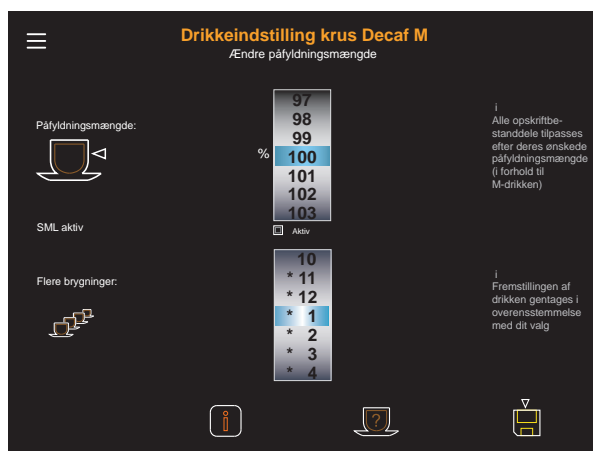 Drikkeindstilling krus Decaf M
Ændre påfyldningsmængde
Påfyldningsmængde:
%
97
98
99
100
101
102
103
i
Alle opskriftbe-
standdele tilpasses
efter deres ønskede
påfyldningsmængde
(i forhold til
M-drikken)
SML aktiv
Aktiv
Flere brygninger:
10
* 11
* 12
* 1
* 2
* 3
* 4
i
Fremstillingen af
drikken gentages i
overensstemmelse
med dit valg
i
?